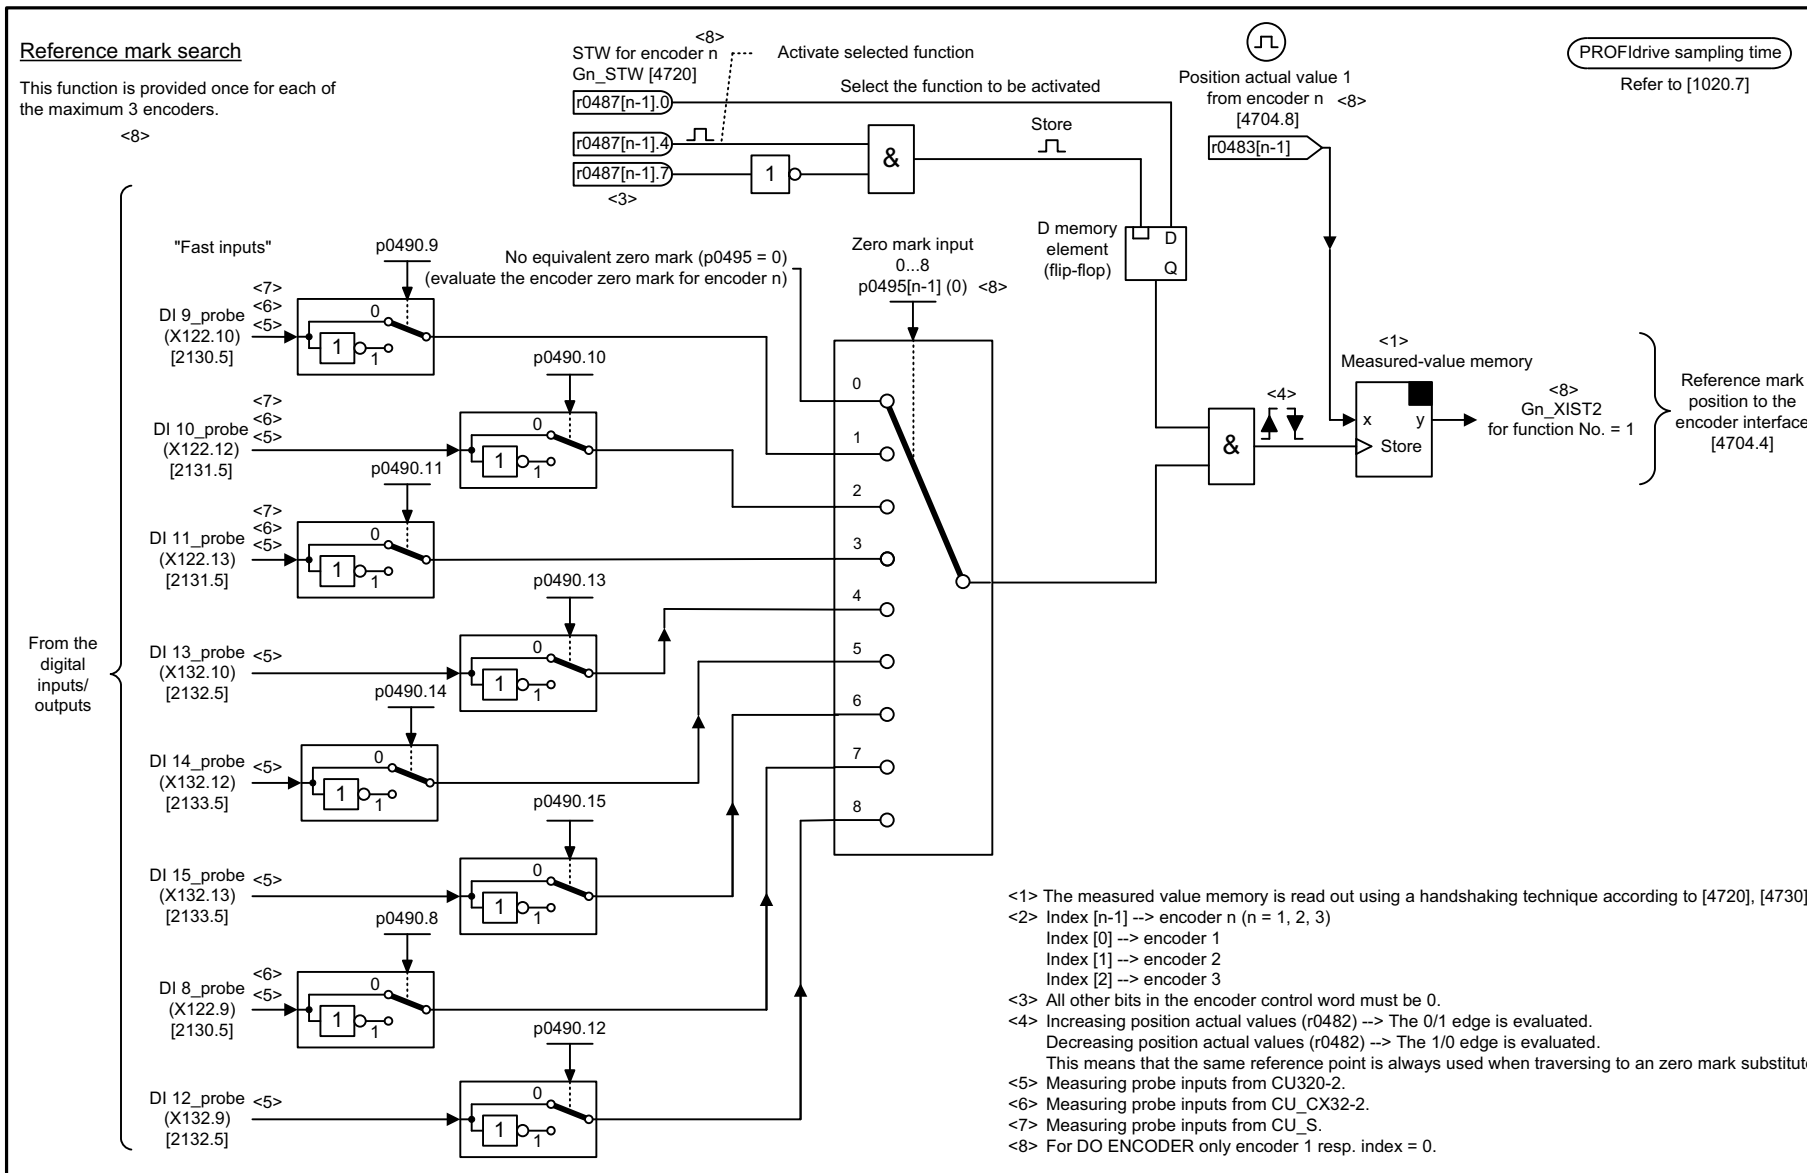 Reference mark search
This function is provided once for each of
the maximum 3 encoders.
<8>
<8>
STW for encoder n
Gn_STW [4720]
Activate selected function
Select the function to be activated
r0487[n-1].0
r0487[n-1].4
r0487[n-1].7
<3>
1
&
Store
Position actual value 1
from encoder n <8>
[4704.8]
r0483[n-1]
PROFIdrive sampling time
Refer to [1020.7]
D memory
element
(flip-flop)
D
Q
"Fast inputs"
No equivalent zero mark (p0495 = 0)
(evaluate the encoder zero mark for encoder n)
Zero mark input
0...8
p0495[n-1] (0) <8>
From the
digital
inputs/
outputs
p0490.9
<7>
<6>
<5>
DI 9_probe
(X122.10)
[2130.5]
0
1
1
p0490.10
<7>
<6>
<5>
DI 10_probe
(X122.12)
[2131.5]
0
1
1
p0490.11
<7>
<6>
<5>
DI 11_probe
(X122.13)
[2131.5]
0
1
1
p0490.13
DI 13_probe <5>
(X132.10)
[2132.5]
0
1
1
p0490.14
DI 14_probe <5>
(X132.12)
[2133.5]
0
1
1
p0490.15
DI 15_probe <5>
(X132.13)
[2133.5]
0
1
1
p0490.8
<6>
<5>
DI 8_probe
(X122.9)
[2130.5]
0
1
1
p0490.12
DI 12_probe <5>
(X132.9)
[2132.5]
0
1
1
0
1
2
3
4
5
6
7
8
&
<4>
<1>
Measured-value memory
x
y
Store
<8>
Gn_XIST2
for function No. = 1
Reference mark
position to the
encoder interface
[4704.4]
<1> The measured value memory is read out using a handshaking technique according to [4720], [4730]
<2> Index [n-1] --> encoder n (n = 1, 2, 3)
Index [0] --> encoder 1
Index [1] --> encoder 2
Index [2] --> encoder 3
<3> All other bits in the encoder control word must be 0.
<4> Increasing position actual values (r0482) --> The 0/1 edge is evaluated.
Decreasing position actual values (r0482) --> The 1/0 edge is evaluated.
This means that the same reference point is always used when traversing to an zero mark substitute
<5> Measuring probe inputs from CU320-2.
<6> Measuring probe inputs from CU_CX32-2.
<7> Measuring probe inputs from CU_S.
<8> For DO ENCODER only encoder 1 resp. index = 0.